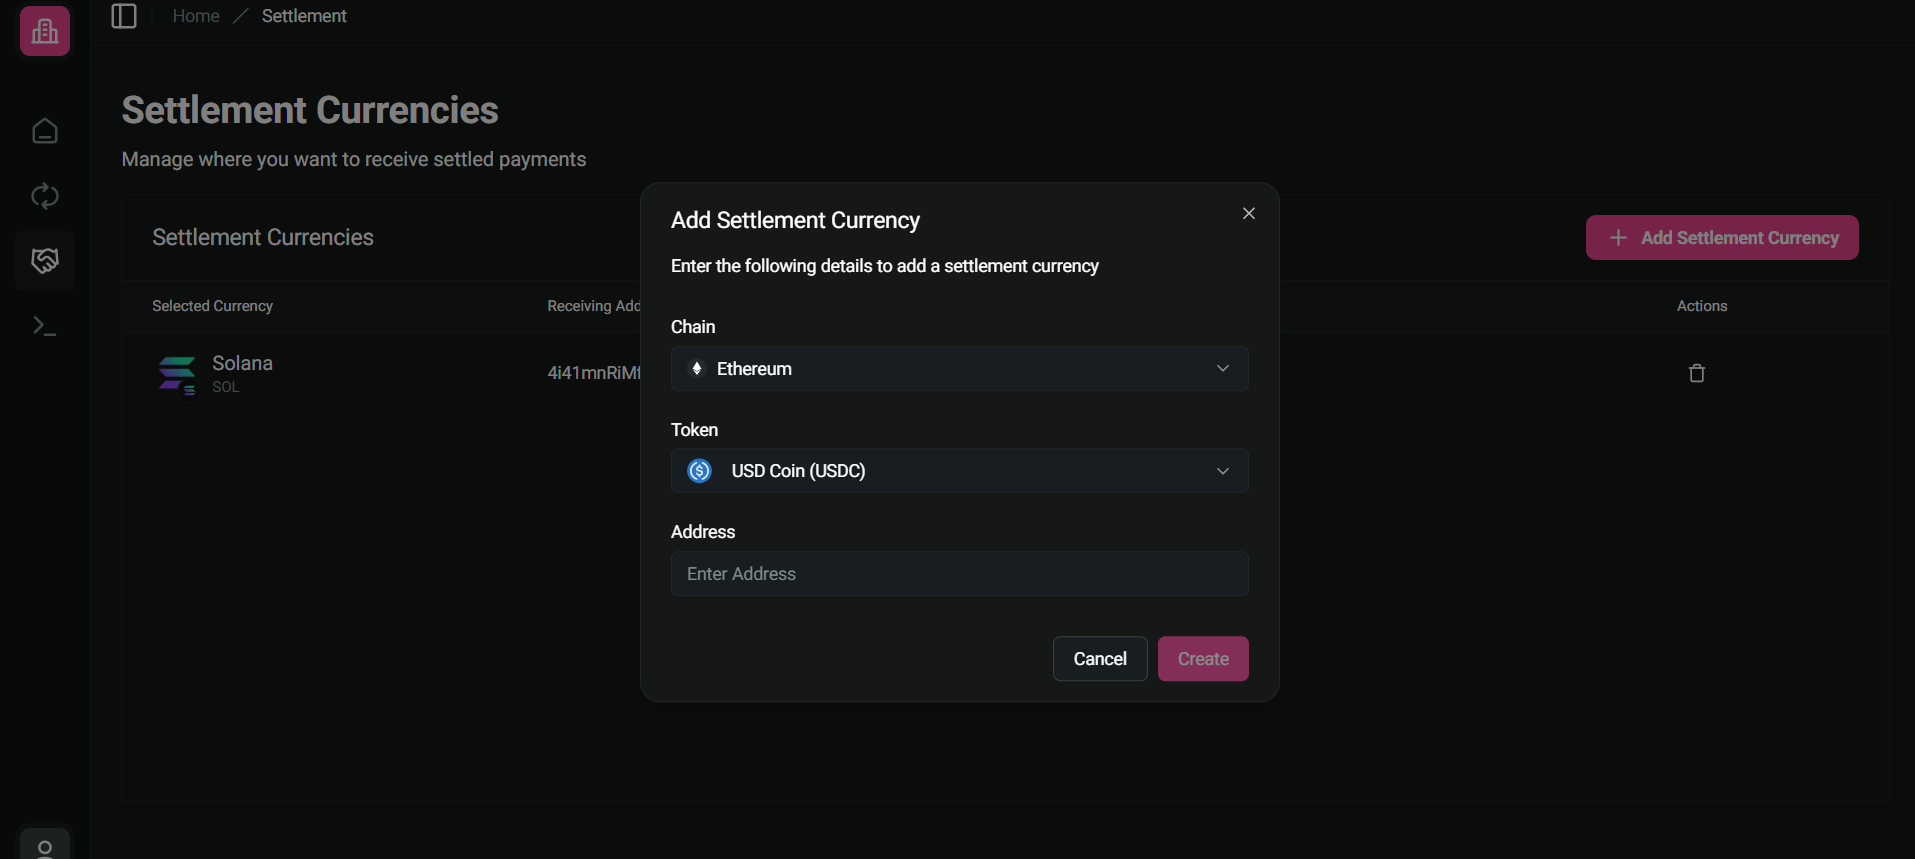 Home / Settlement
Settlement Currencies
Manage where you want to receive settled payments
Settlement Currencies
Add Settlement Currency
Selected Currency
Receiving
Actions
Solana
SOL
Add Settlement Currency
Enter the following details to add a settlement currency
Chain
Ethereum
Token
USD Coin (USDC)
Address
Enter Address
Cancel
Create